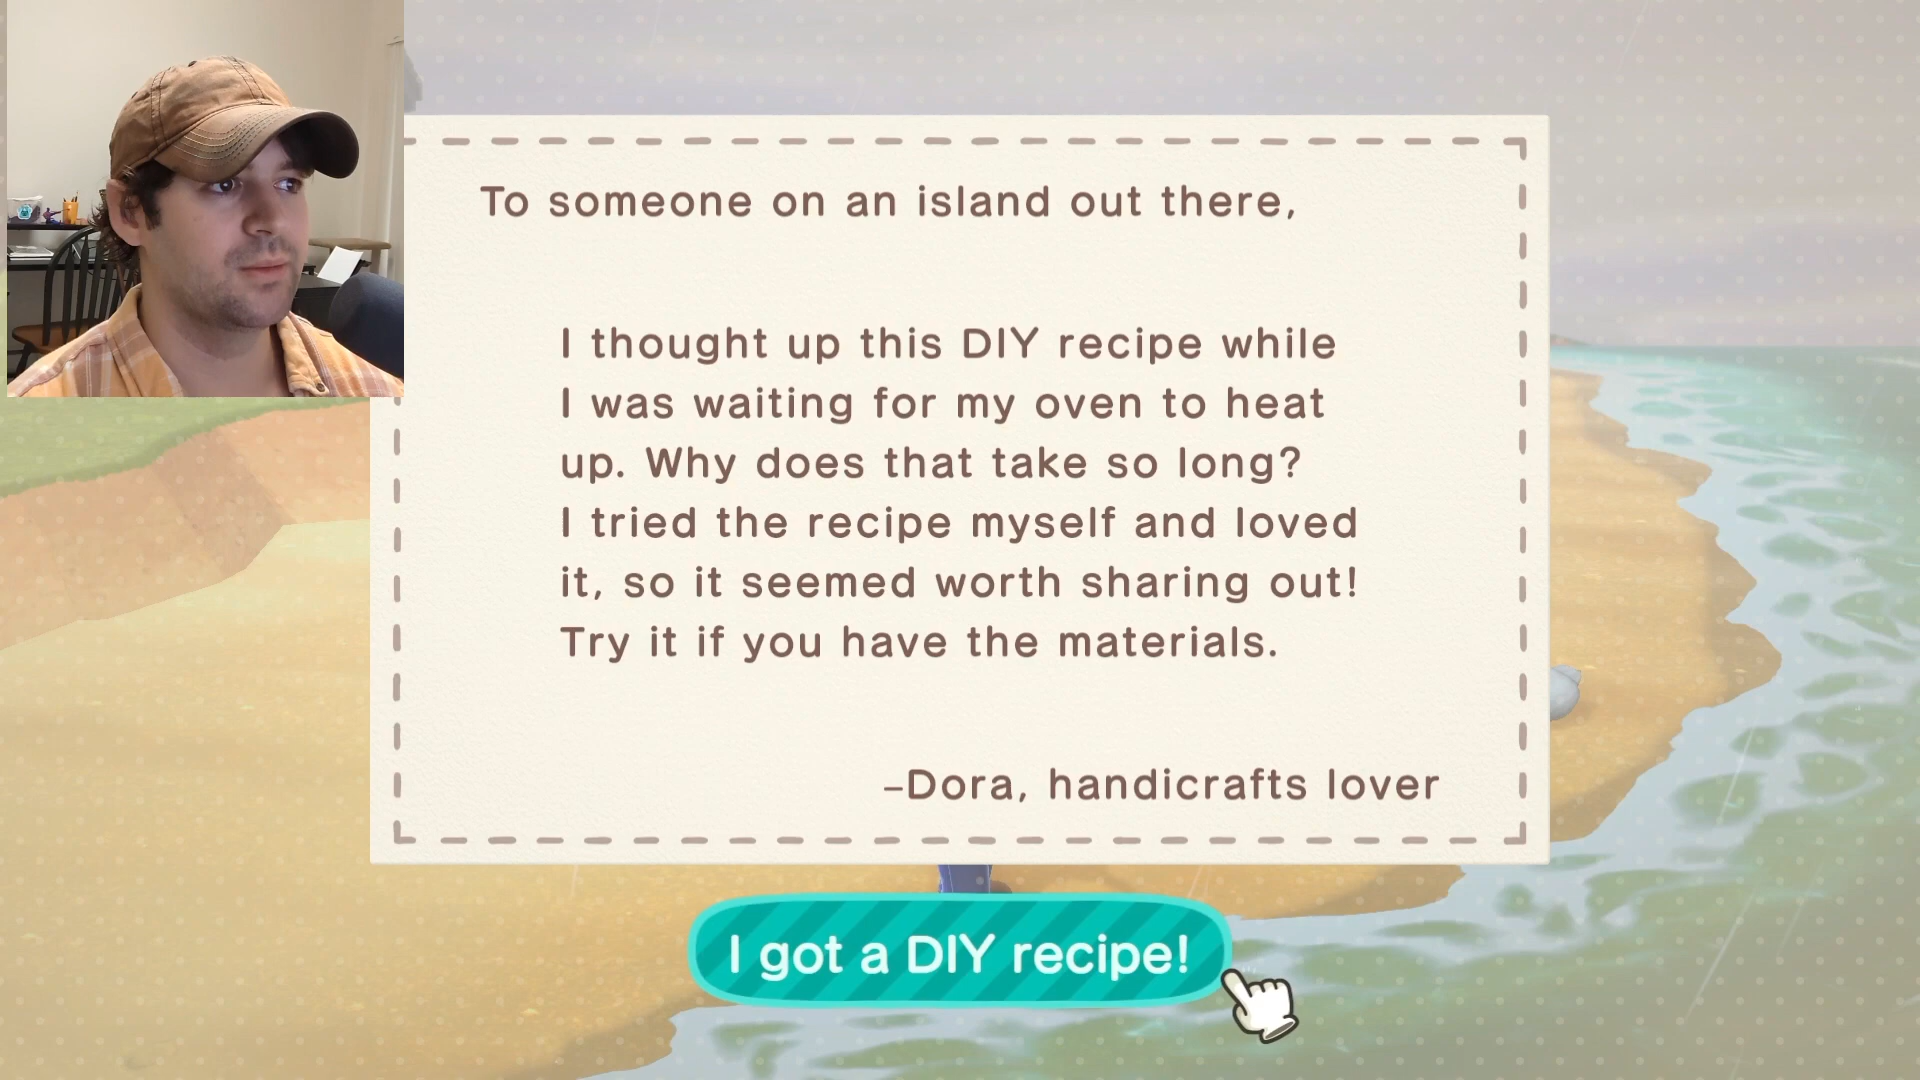 To someone on an island out there,
I thought up this DIY recipe while
I was waiting for my oven to heat
up. Why does that take so long?
I tried the recipe myself and loved
it, so it seemed worth sharing out!
Try it if you have the materials.
–Dora, handicrafts lover
I got a DIY recipe!